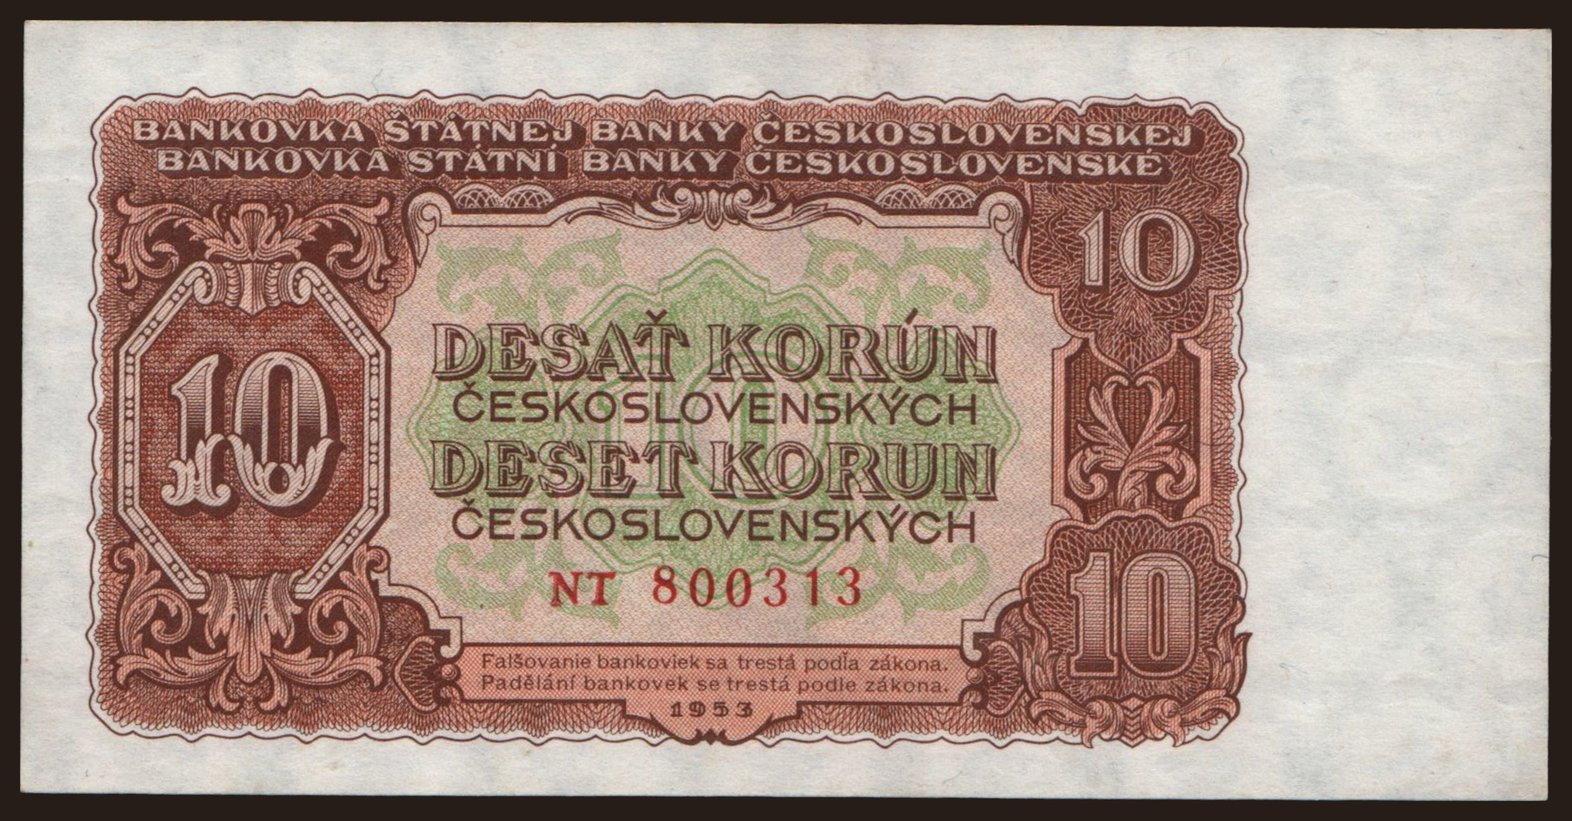 BANKOVKA ŠTÁTNEJ BANKY ČESKOSLOVENSKEJ
BANKOVKA STÁTNÍ BANKY ČESKOSLOVENSKÉ
10
10
DESAŤ KORÚN
ČESKOSLOVENSKÝCH
DESET KORUN
ČESKOSLOVENSKÝCH
NT 800313
10
Falšovanie bankoviek sa trestá podľa zákona.
Padělání bankovek se trestá podle zákona.
1953